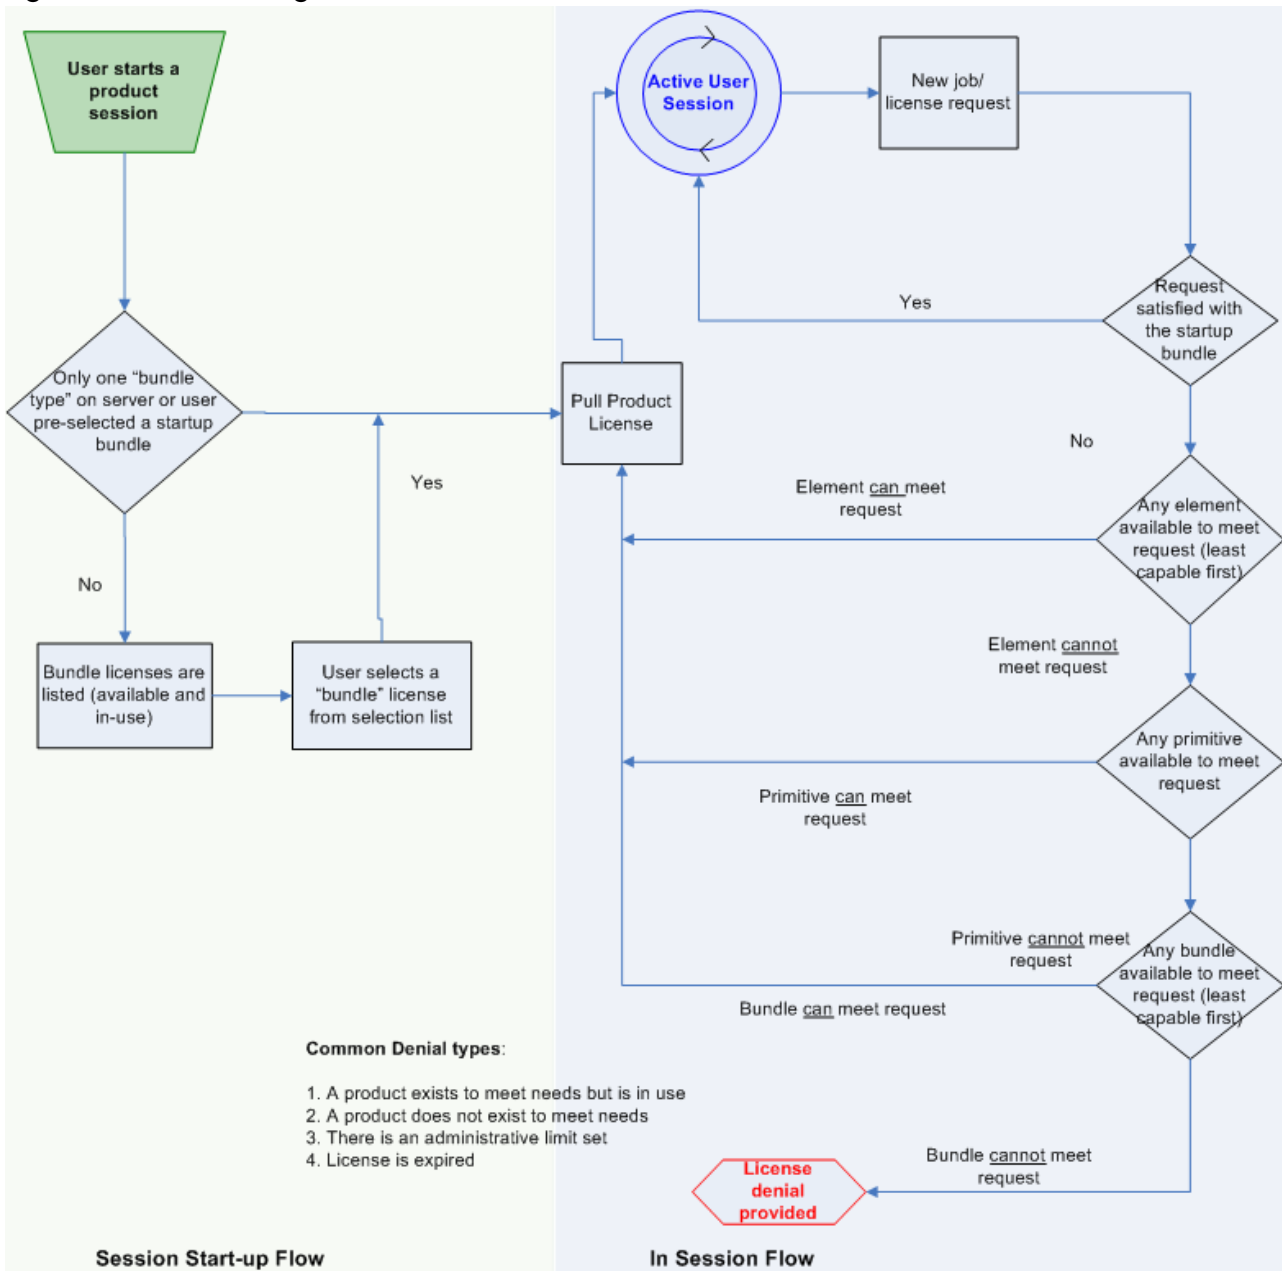 User starts a
product
session
Active User
Session
New job/
license request
Request
satisfied with
the startup
bundle
Yes
Only one “bundle
type” on server or user
pre-selected a startup
bundle
Pull Product
License
No
Yes
Element can meet
request
Any element
available to meet
request (least
capable first)
No
Bundle licenses are
listed (available and
in-use)
User selects a
“bundle” license
from selection list
Element cannot
meet request
Any primitive
available to meet
request
Primitive can meet
request
Primitive cannot meet
request
Any bundle
available to meet
request (least
capable first)
Bundle can meet request
Common Denial types:
1. A product exists to meet needs but is in use
2. A product does not exist to meet needs
3. There is an administrative limit set
4. License is expired
Bundle cannot meet
request
License
denial
provided
Session Start-up Flow
In Session Flow